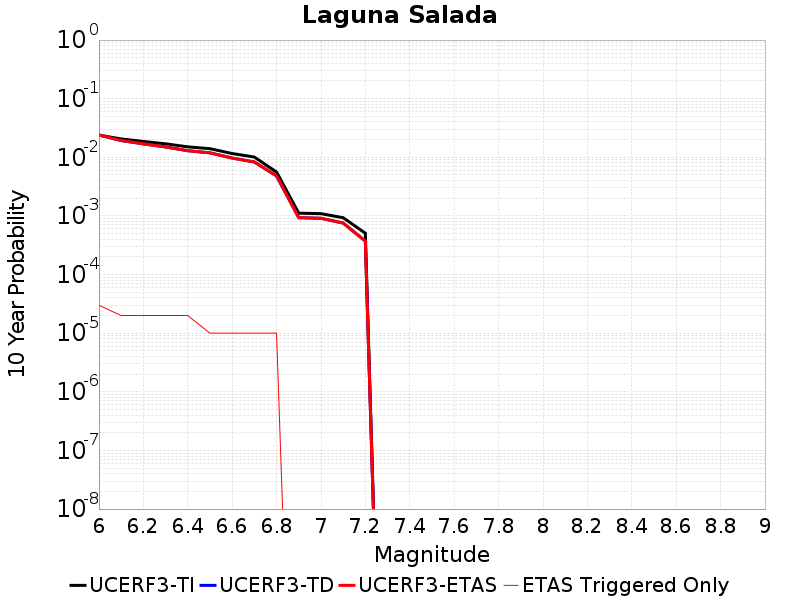 Laguna Salada
10^0
10^-1
10^-2
10^-3
10^-4
10^-5
10^-6
10^-7
10^-8
10 Year Probability
6 6.2 6.4 6.6 6.8 7 7.2 7.4 7.6 7.8 8 8.2 8.4 8.6 8.8 9
Magnitude
UCERF3-TI UCERF3-TD UCERF3-ETAS ETAS Triggered Only